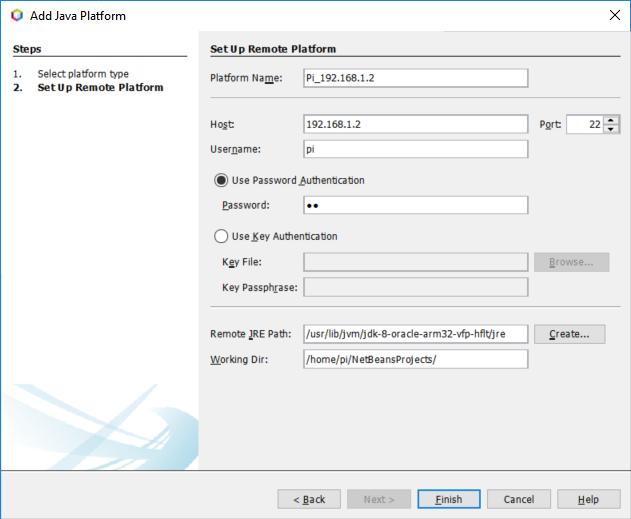 Add Java Platform
Steps
1. Select platform type
2. Set Up Remote Platform
Set Up Remote Platform
Platform Name: Pi_192.168.1.2
Host: 192.168.1.2 Port: 22
Username: pi
Use Password Authentication
Password: ●●
Use Key Authentication
Key File: Browse...
Key Passphrase:
Remote JRE Path: /usr/lib/jvm/jdk-8-oracle-arm32-vfp-hflt/jre Create...
Working Dir: /home/pi/NetBeansProjects/
< Back Next > Finish Cancel Help